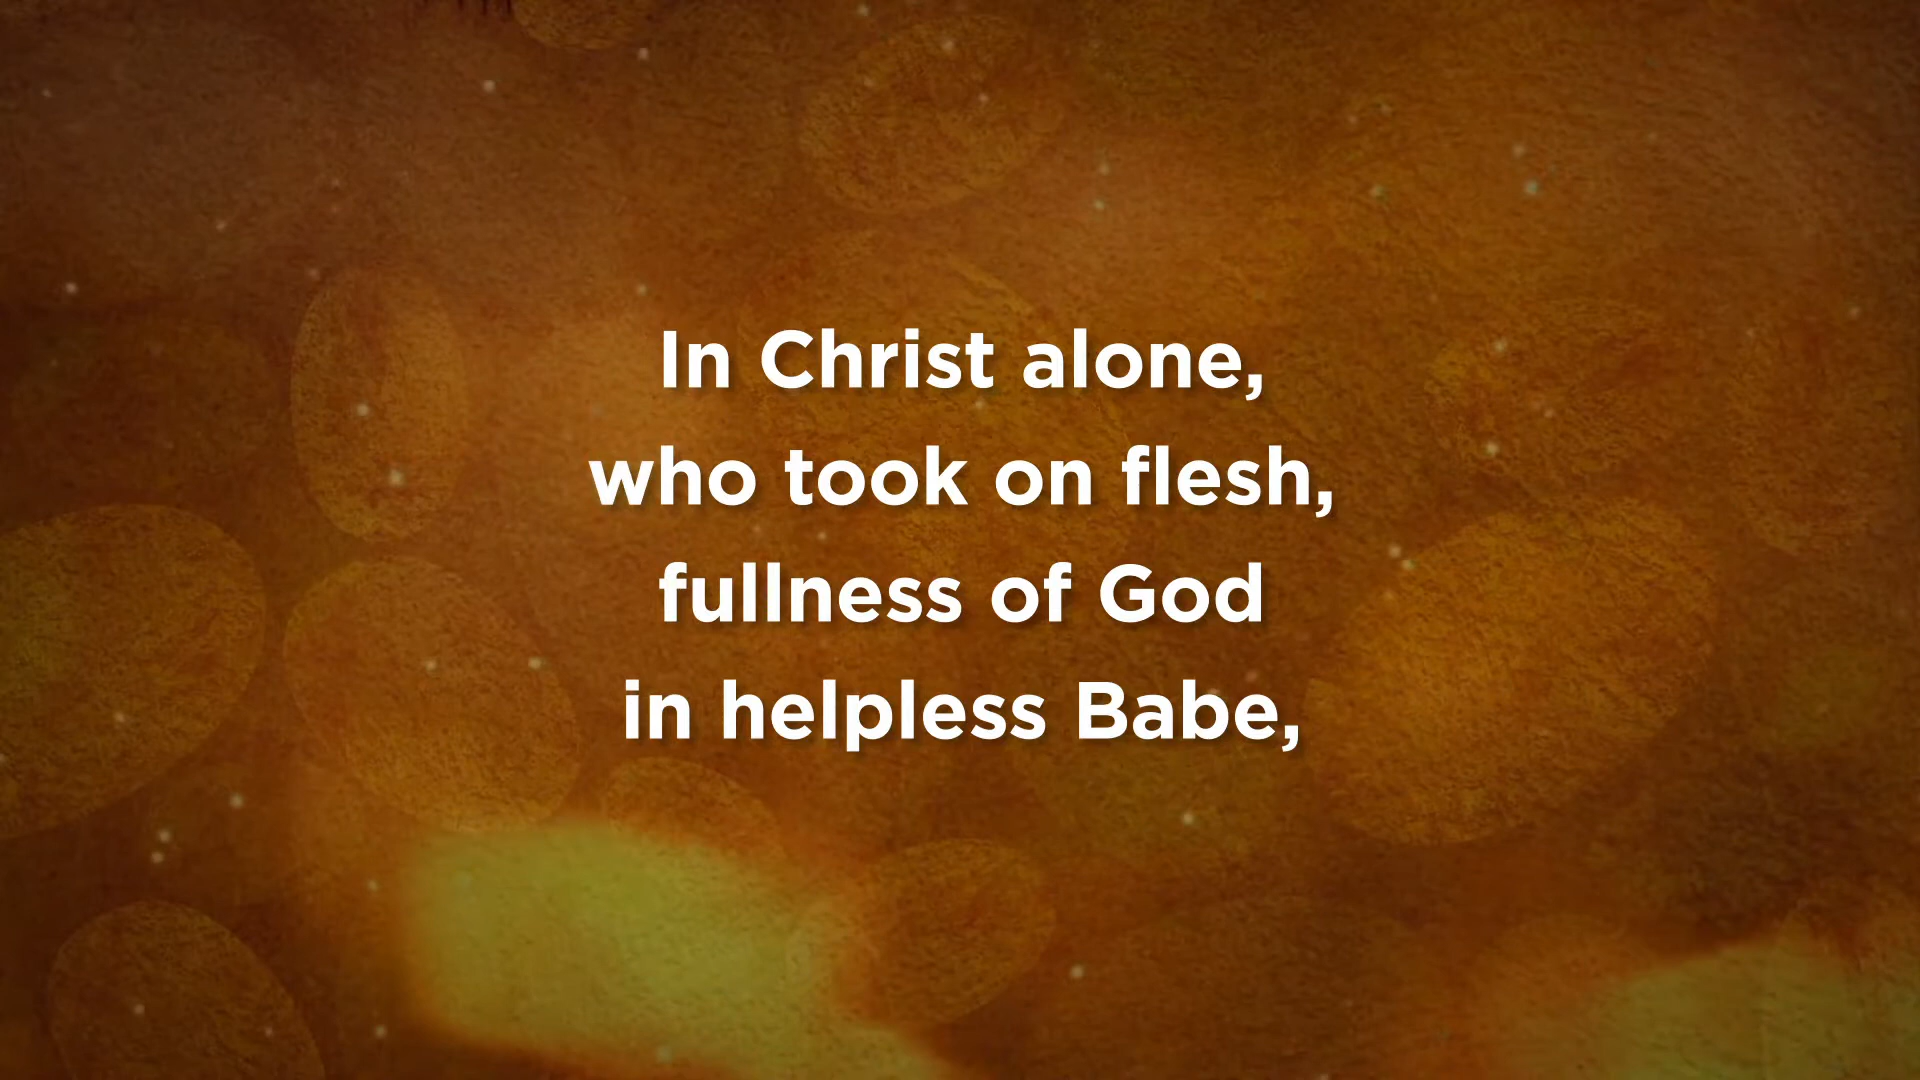 In Christ alone,
who took on flesh,
fullness of God
in helpless Babe,